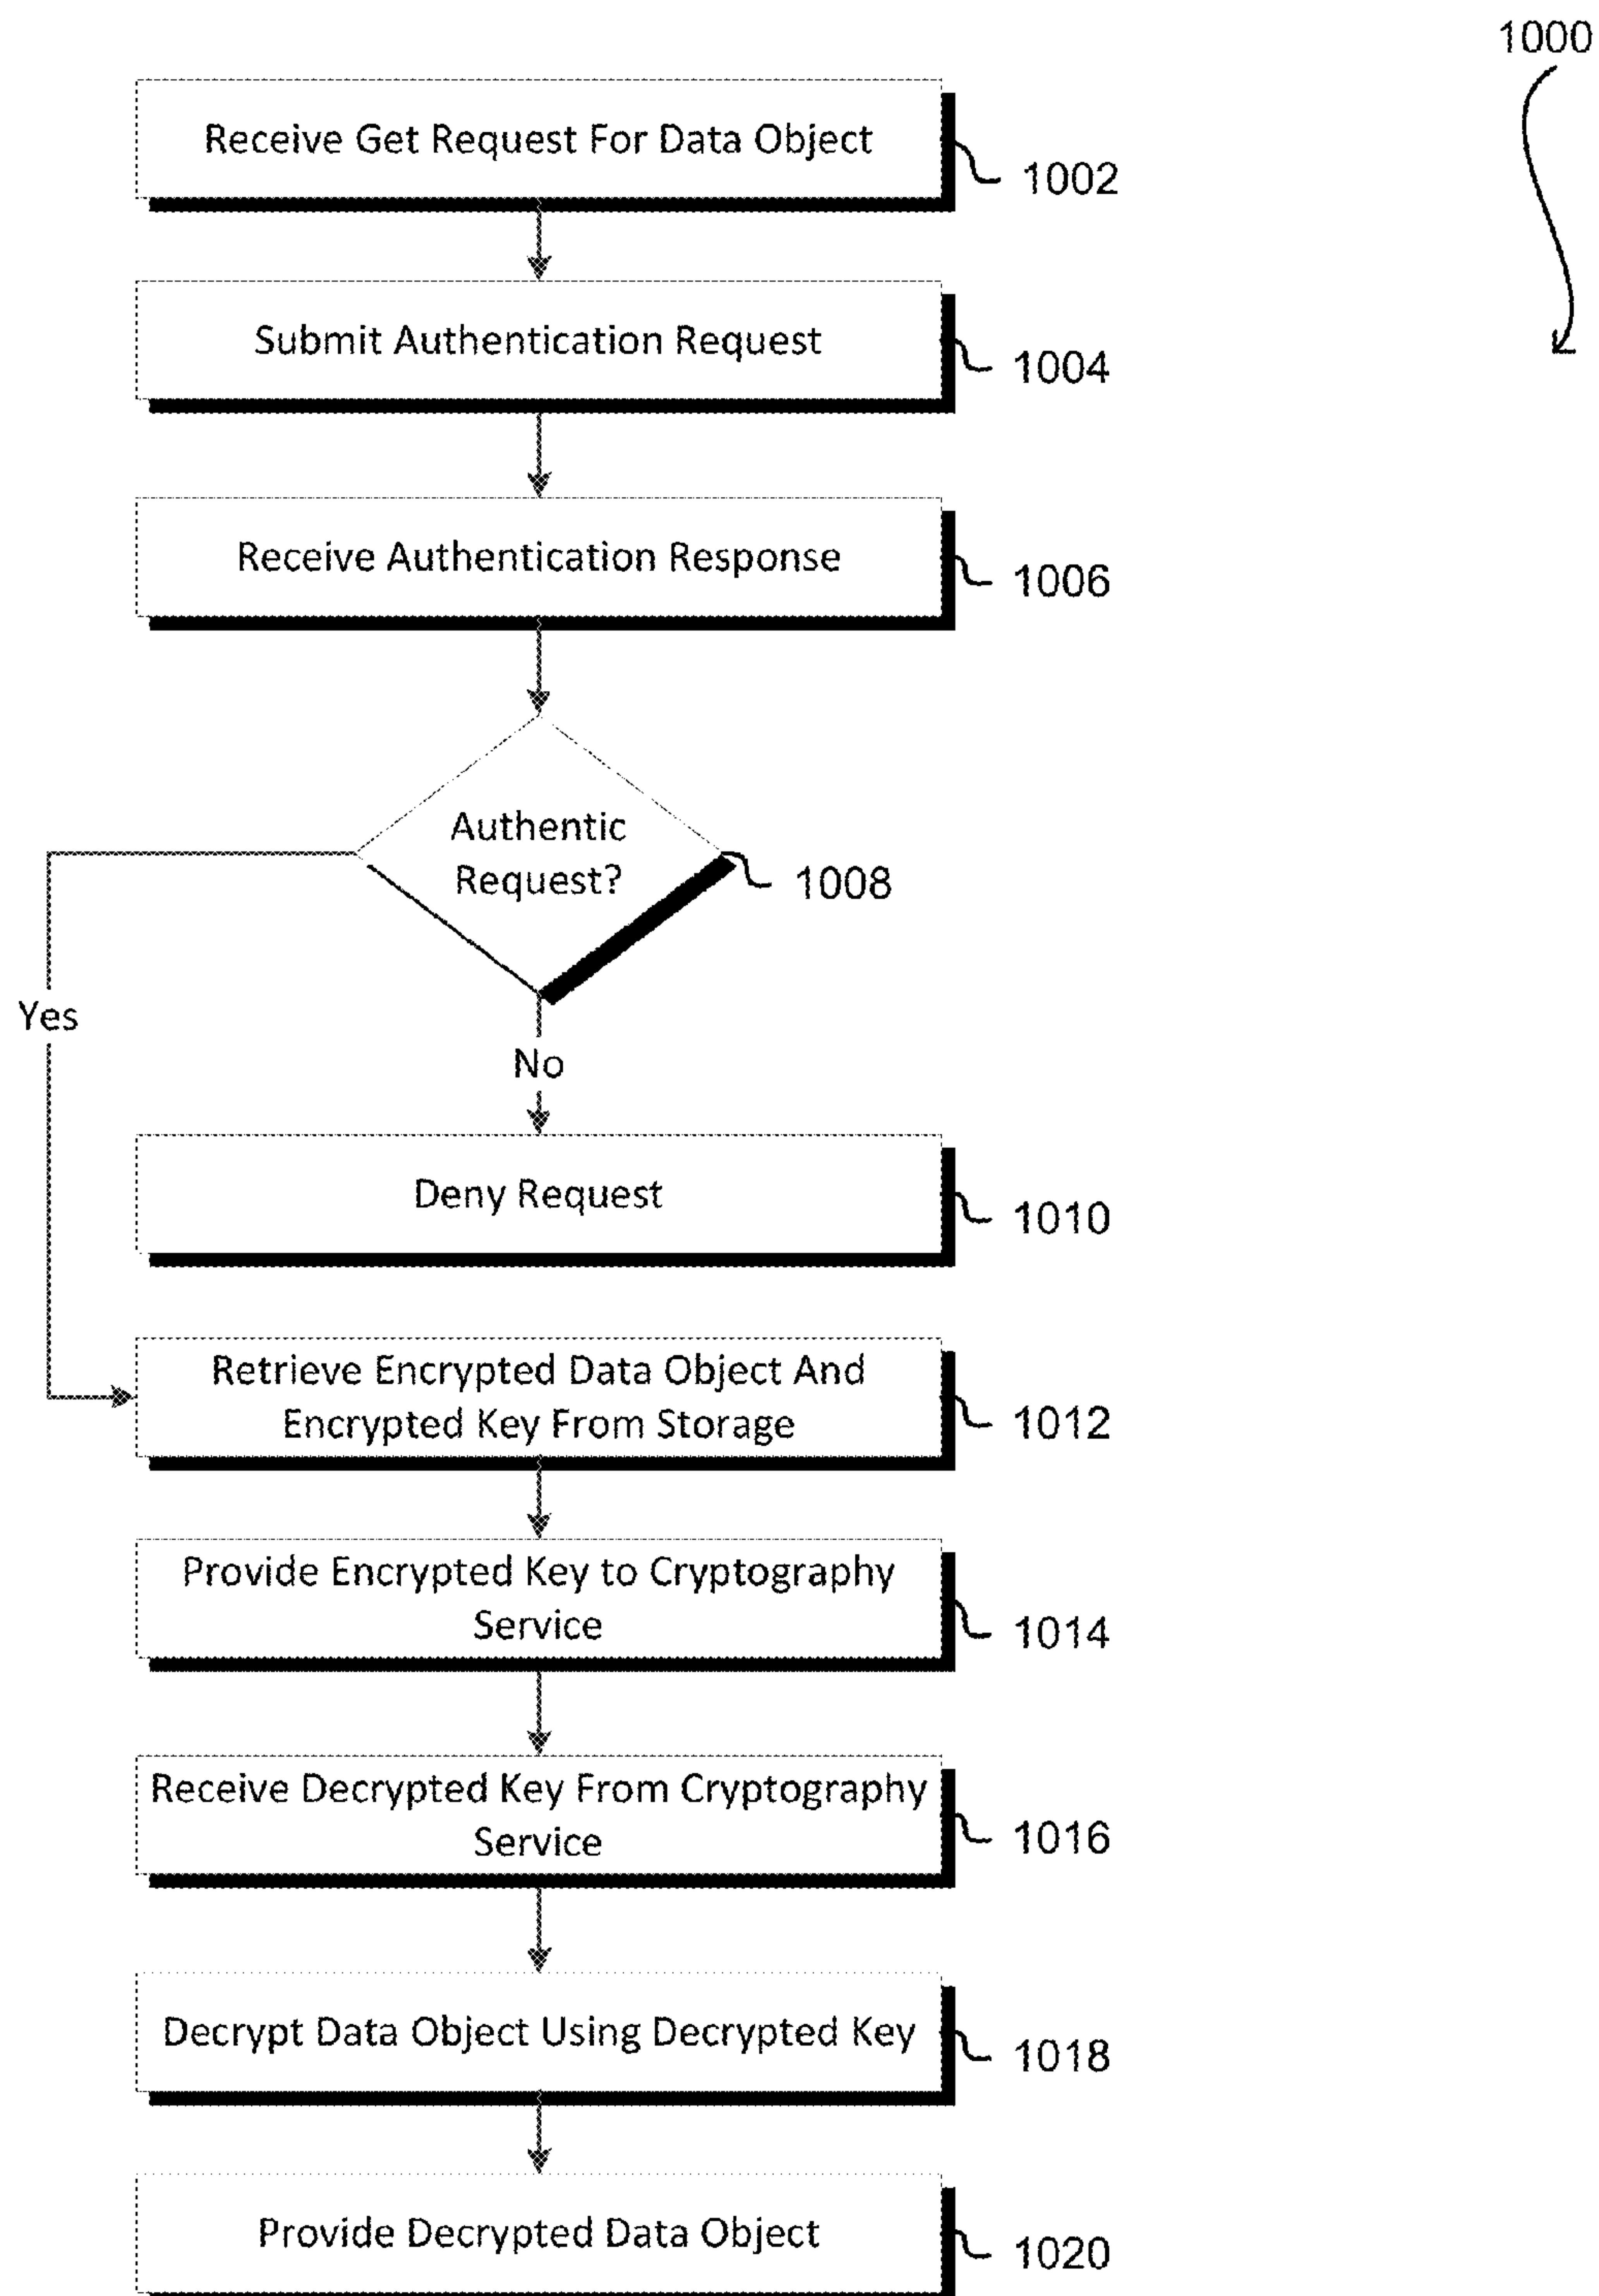 1000
Receive Get Request For Data Object
1002
Submit Authentication Request
1004
Receive Authentication Response
1006
Authentic
Request?
1008
Yes
No
Deny Request
1010
Retrieve Encrypted Data Object And
Encrypted Key From Storage
1012
Provide Encrypted Key to Cryptography
Service
1014
Receive Decrypted Key From Cryptography
Service
1016
Decrypt Data Object Using Decrypted Key
1018
Provide Decrypted Data Object
1020